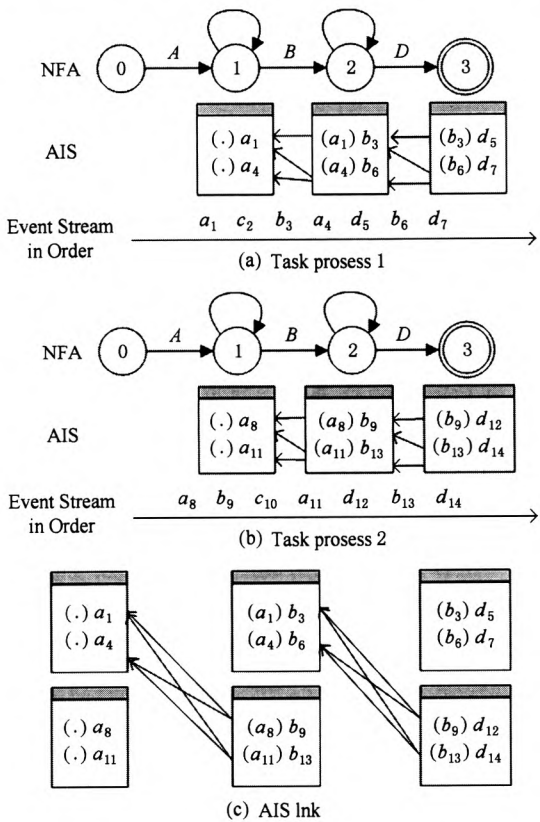 NFA 0 A 1 B 2 D 3
AIS
(.) a₁ (a₁) b₃ (b₃) d₅
(.) a₄ (a₄) b₆ (b₆) d₇
Event Stream in Order
a₁ c₂ b₃ a₄ d₅ b₆ d₇
(a) Task prosess 1
NFA 0 A 1 B 2 D 3
AIS
(.) a₈ (a₈) b₉ (b₉) d₁₂
(.) a₁₁ (a₁₁) b₁₃ (b₁₃) d₁₄
Event Stream in Order
a₈ b₉ c₁₀ a₁₁ d₁₂ b₁₃ d₁₄
(b) Task prosess 2
(.) a₁ (a₁) b₃ (b₃) d₅
(.) a₄ (a₄) b₆ (b₆) d₇
(.) a₈ (a₈) b₉ (b₉) d₁₂
(.) a₁₁ (a₁₁) b₁₃ (b₁₃) d₁₄
(c) AIS lnk